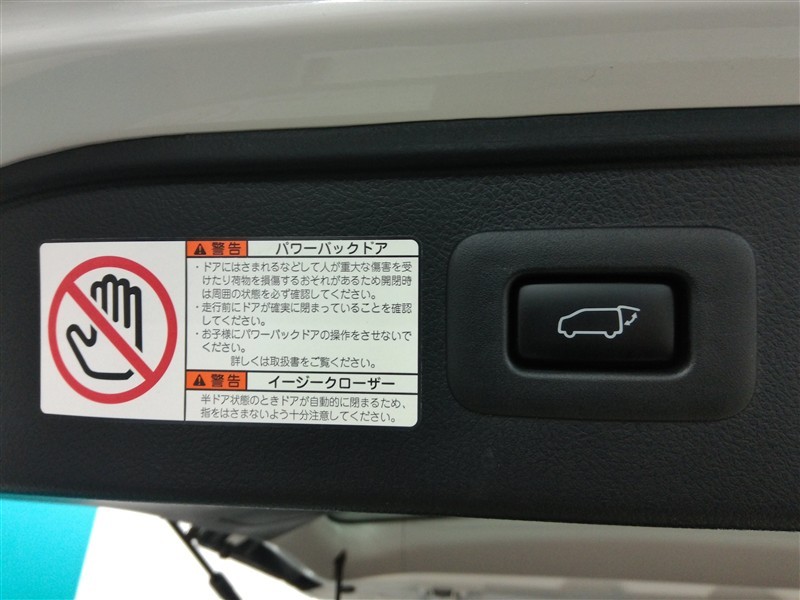 警告 パワーバックドア
・ドアにはさまれるなどして人が重大な傷害を受
けたり荷物を損傷するおそれがあるため開閉時
は周囲の状態を必ず確認してください。
・走行前にドアが確実に閉まっていることを確認
してください。
・お子様にパワーバックドアの操作をさせないで
ください。
詳しくは取扱書をご覧ください。
警告 イージークローザー
半ドア状態のときドアが自動的に閉まるため、
指をはさまないよう十分注意してください。